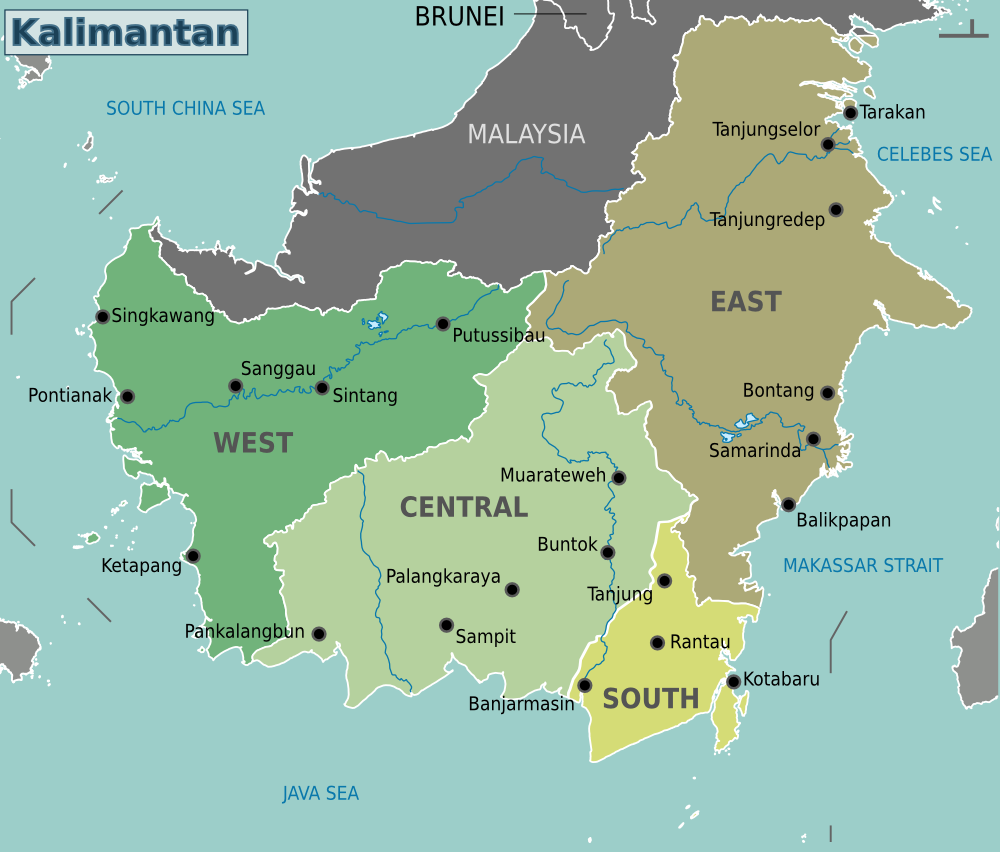 BRUNEI
Kalimantan
SOUTH CHINA SEA
MALAYSIA
Tarakan
Tanjungselor
CELEBES SEA
Tanjungredep
EAST
Singkawang
Putussibau
Sanggau
Sintang
Pontianak
Bontang
WEST
Samarinda
Muarateweh
CENTRAL
Balikpapan
Buntok
Ketapang
MAKASSAR STRAIT
Palangkaraya
Tanjung
Pankalangbun
Sampit
Rantau
Kotabaru
SOUTH
Banjarmasin
JAVA SEA